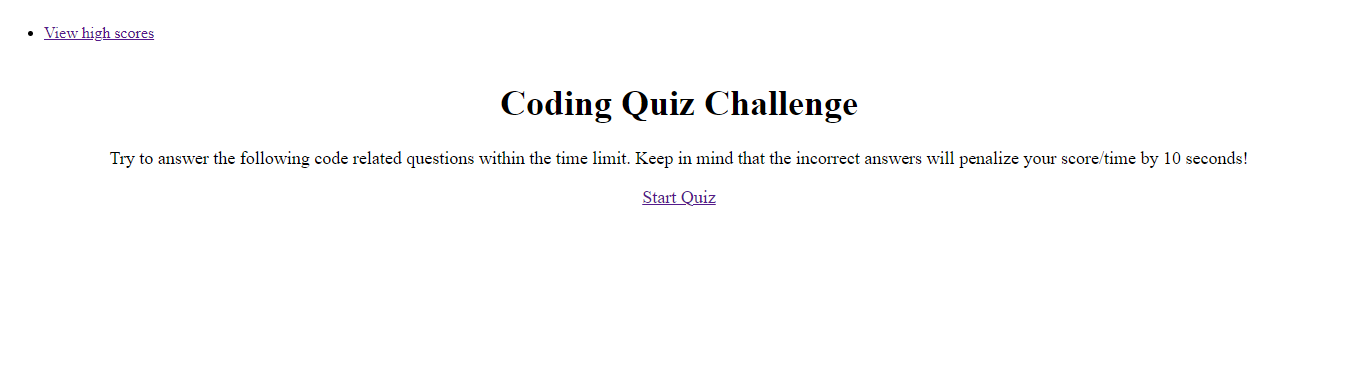 View high scores
Coding Quiz Challenge
Try to answer the following code related questions within the time limit. Keep in mind that the incorrect answers will penalize your score/time by 10 seconds!
Start Quiz